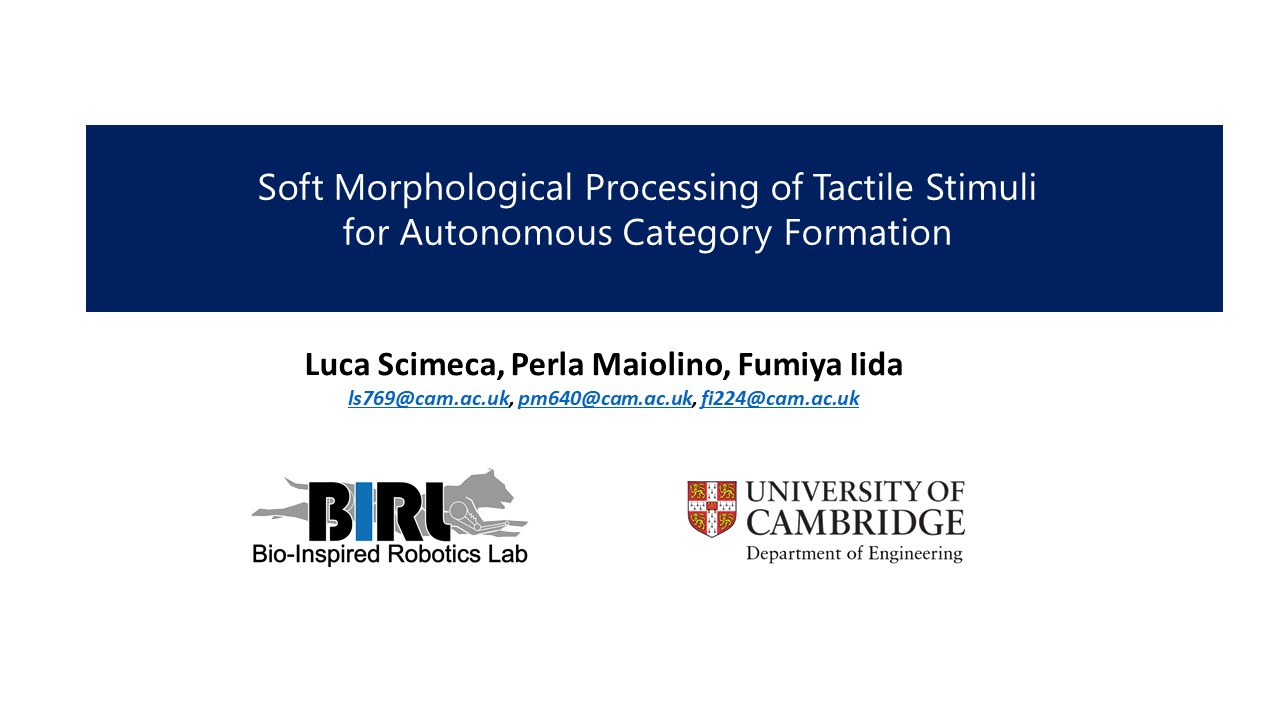 Soft Morphological Processing of Tactile Stimuli
for Autonomous Category Formation
Luca Scimeca, Perla Maiolino, Fumiya Iida
ls769@cam.ac.uk, pm640@cam.ac.uk, fi224@cam.ac.uk
BIRL
Bio-Inspired Robotics Lab
UNIVERSITY OF
CAMBRIDGE
Department of Engineering